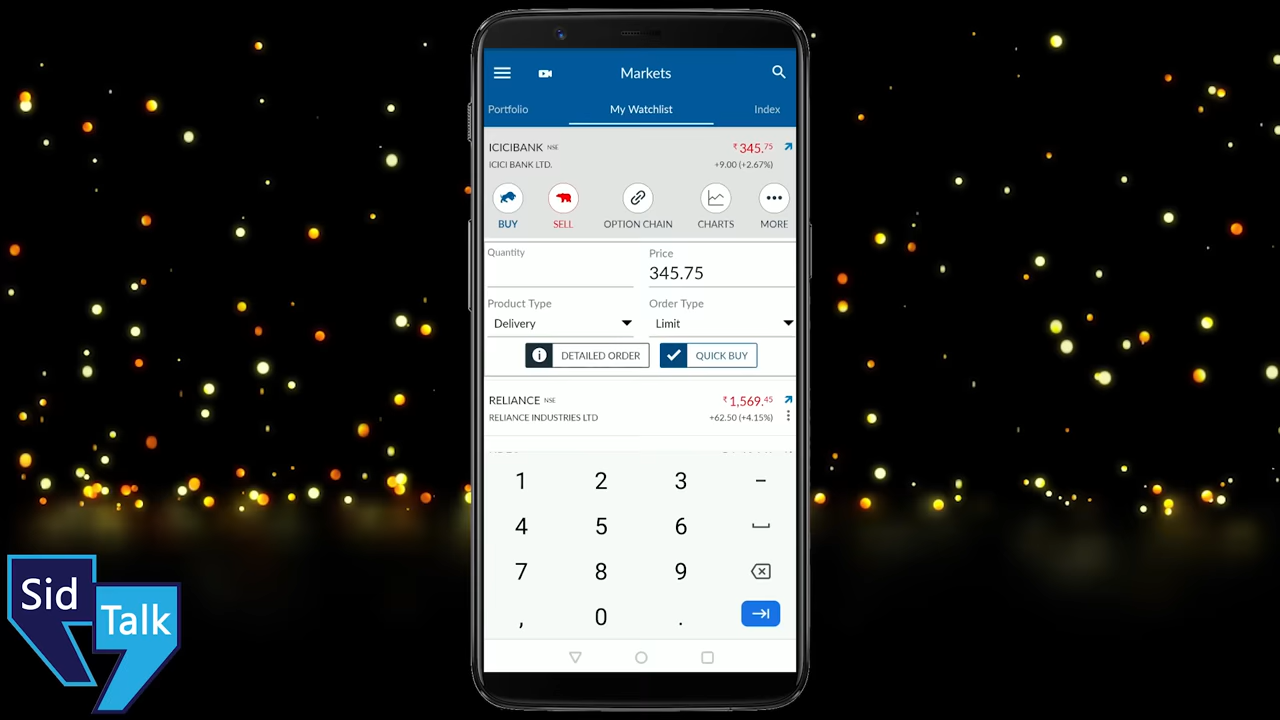 Markets
Portfolio My Watchlist Index
ICICIBANK NSE ₹345.75
ICICI BANK LTD. +9.00 (+2.67%)
BUY SELL OPTION CHAIN CHARTS MORE
Quantity Price
345.75
Product Type Order Type
Delivery Limit
DETAILED ORDER QUICK BUY
RELIANCE NSE ₹1,569.45
RELIANCE INDUSTRIES LTD +62.50 (+4.15%)
1 2 3 -
4 5 6
7 8 9
, 0 .
Sid
Talk